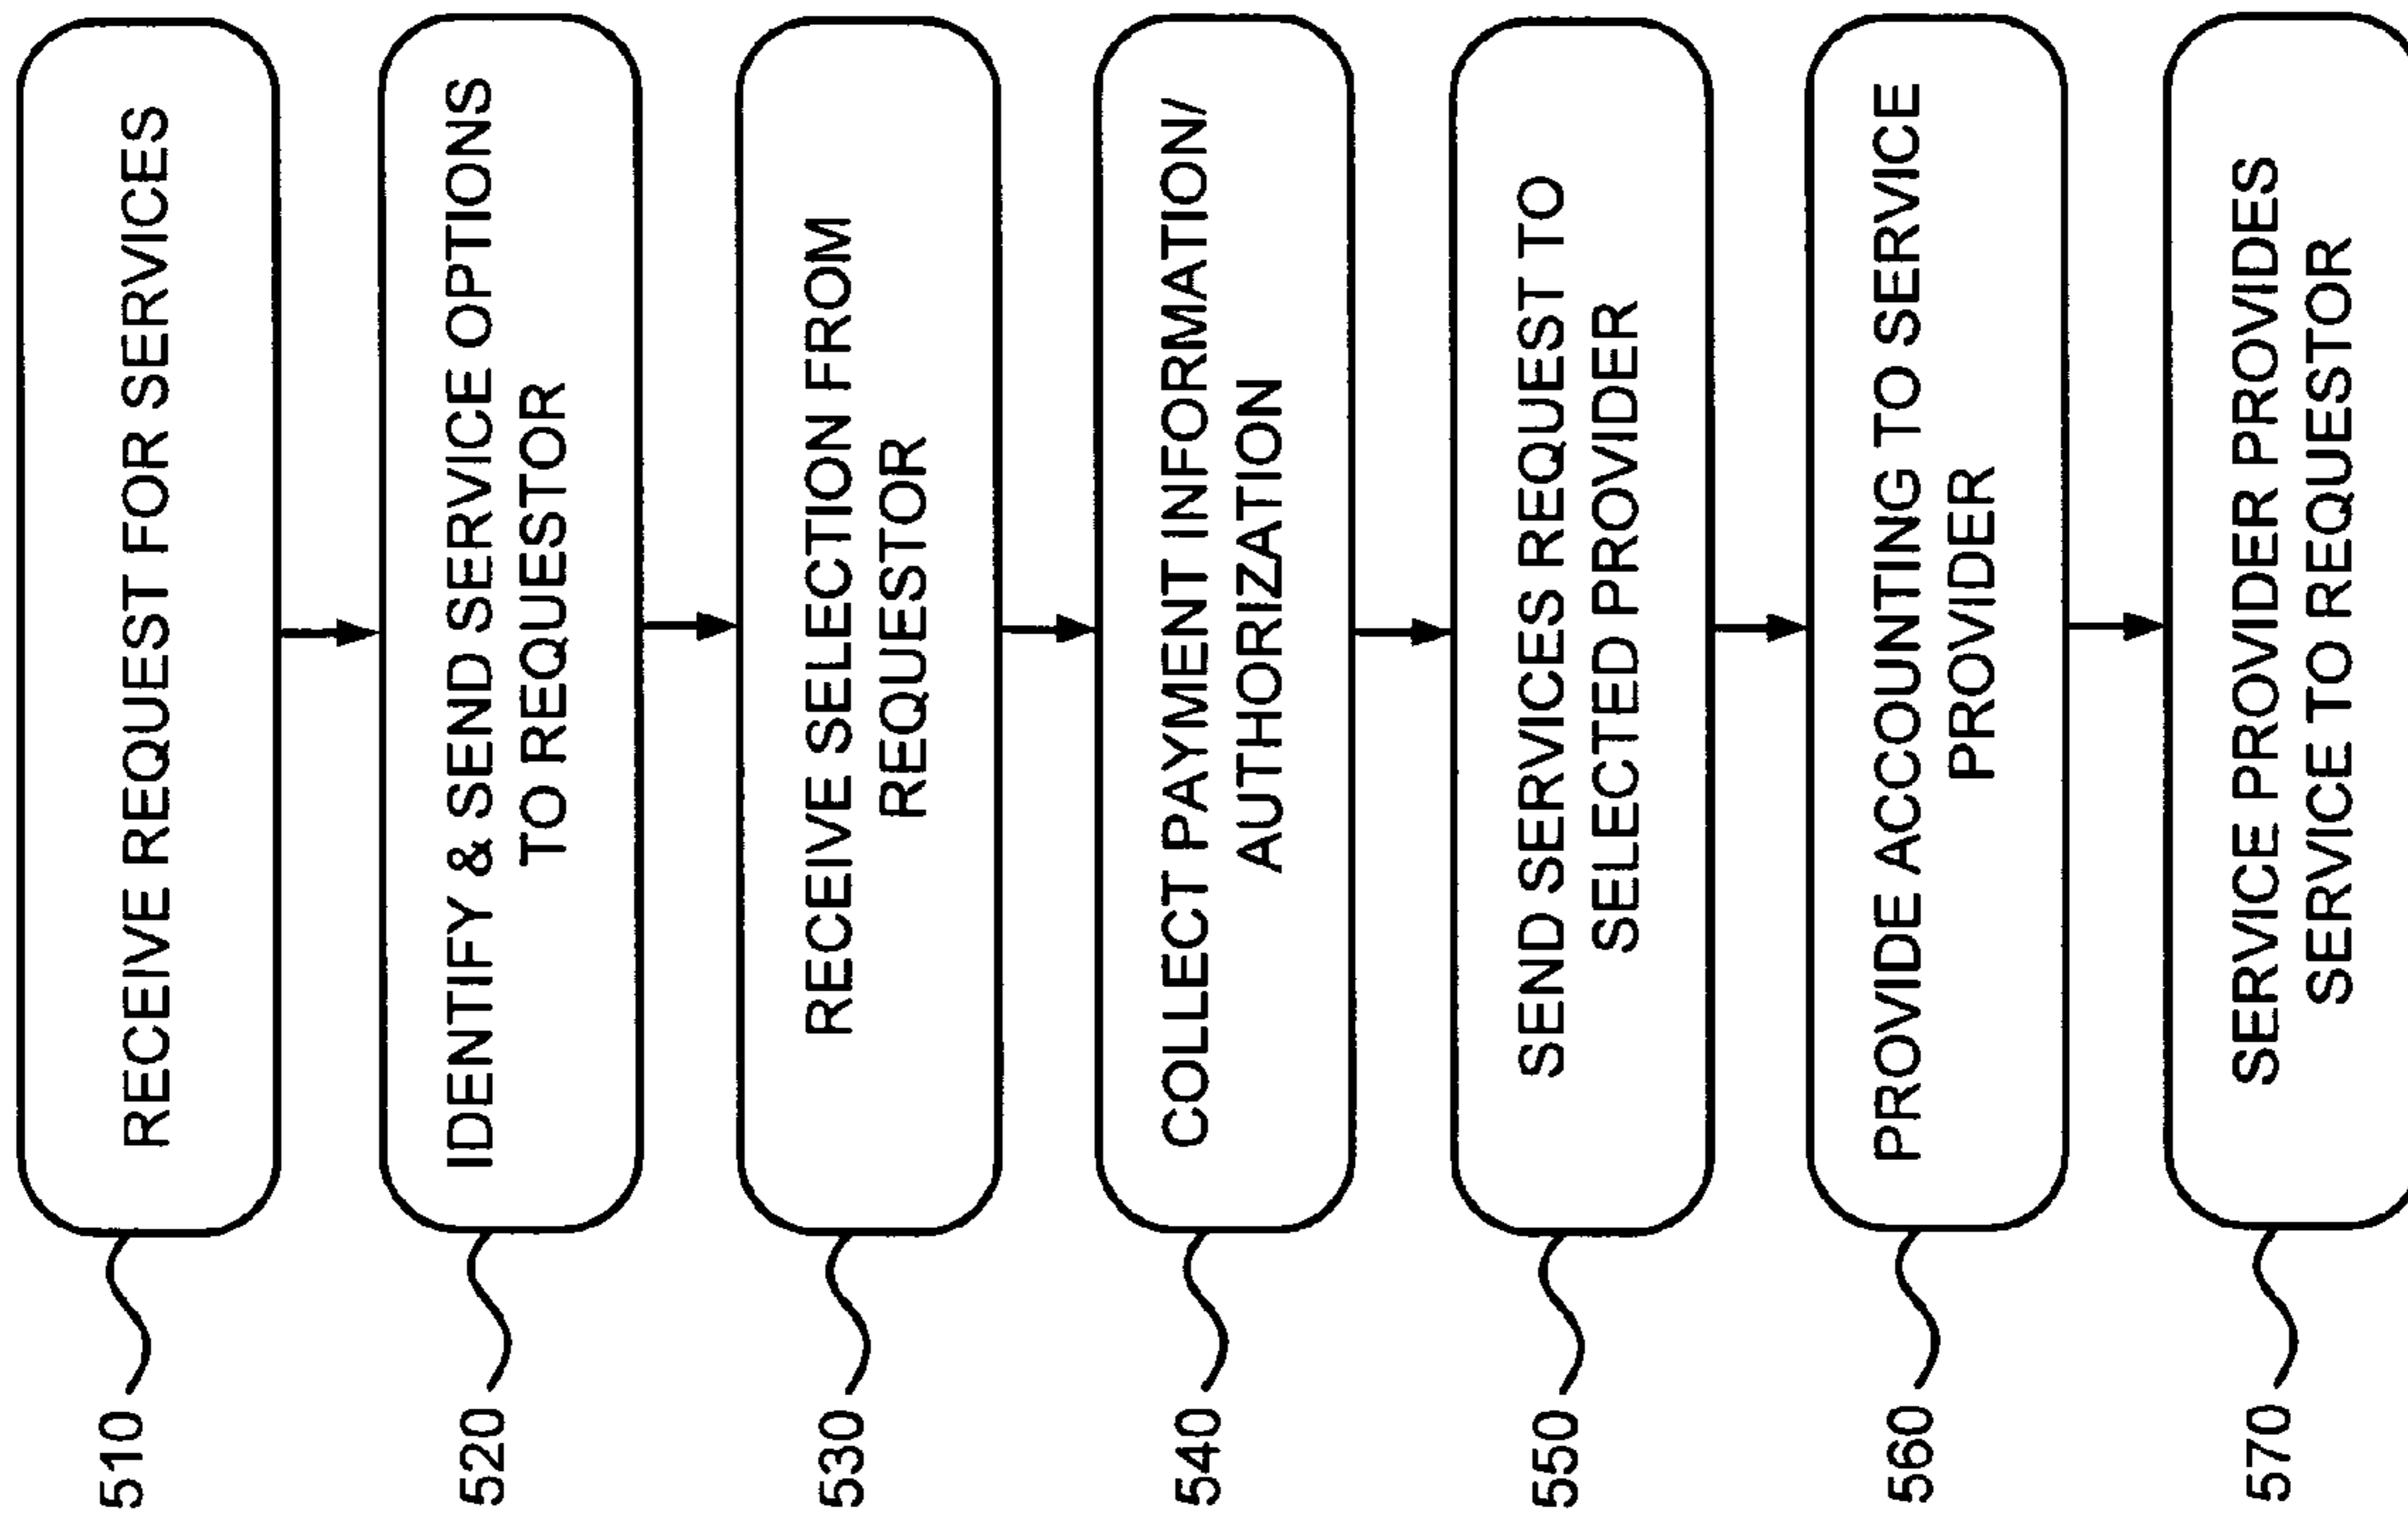 510
RECEIVE REQUEST FOR SERVICES
520
IDENTIFY & SEND SERVICE OPTIONS
TO REQUESTOR
530
RECEIVE SELECTION FROM
REQUESTOR
540
COLLECT PAYMENT INFORMATION/
AUTHORIZATION
550
SEND SERVICES REQUEST TO
SELECTED PROVIDER
560
PROVIDE ACCOUNTING TO SERVICE
PROVIDER
570
SERVICE PROVIDER PROVIDES
SERVICE TO REQUESTOR